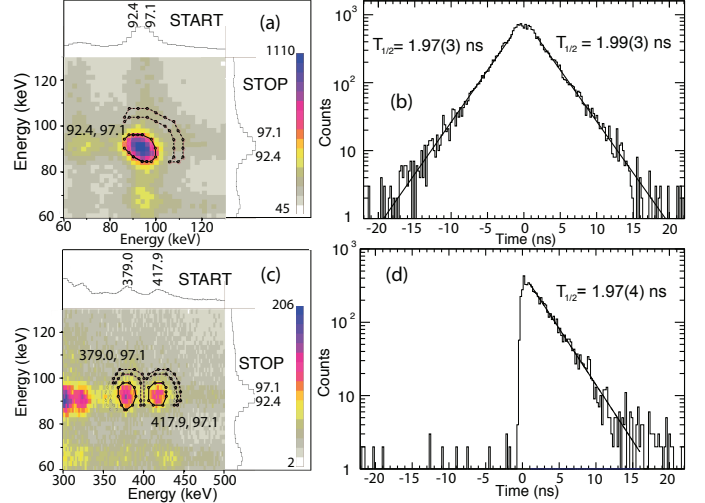 92.4
97.1
START
(a)
1110
STOP
Energy (keV)
120
100
80
60
92.4, 97.1
97.1
92.4
45
60 80 100 120
Energy (keV)
10³
10²
10
1
Counts
T1/2= 1.97(3) ns
T1/2= 1.99(3) ns
(b)
-20 -15 -10 -5 0 5 10 15 20
Time (ns)
379.0
417.9
START
(c)
206
STOP
Energy (keV)
120
100
80
60
379.0, 97.1
97.1
92.4
417.9, 97.1
2
300 350 400 450 500
Energy (keV)
10³
10²
10
1
Counts
(d)
T1/2= 1.97(4) ns
-20 -15 -10 -5 0 5 10 15 20
Time (ns)